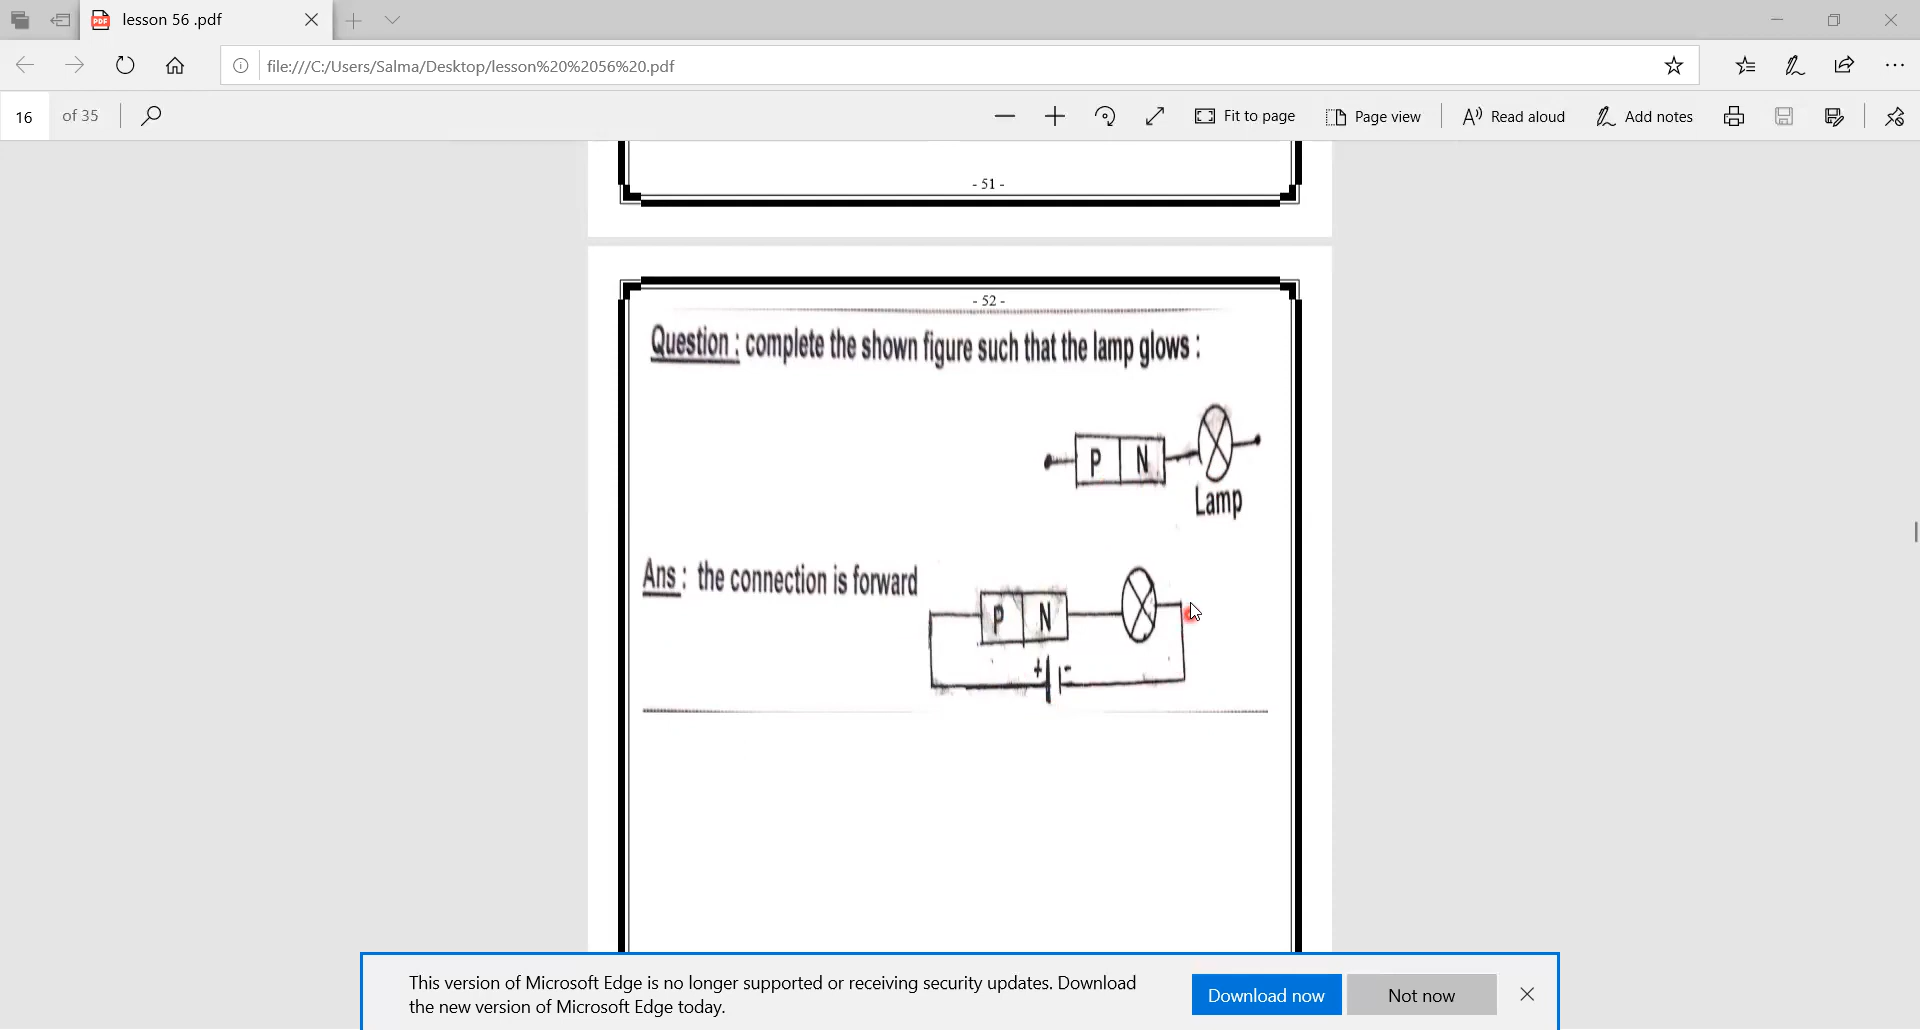 lesson 56 .pdf
file:///C:/Users/Salma/Desktop/lesson%20%2056%20.pdf
16 of 35
Fit to page
Page view
Read aloud
Add notes
- 51 -
- 52 -
Question : complete the shown figure such that the lamp glows :
P N
Lamp
Ans : the connection is forward
P N
+ -
This version of Microsoft Edge is no longer supported or receiving security updates. Download
the new version of Microsoft Edge today.
Download now
Not now